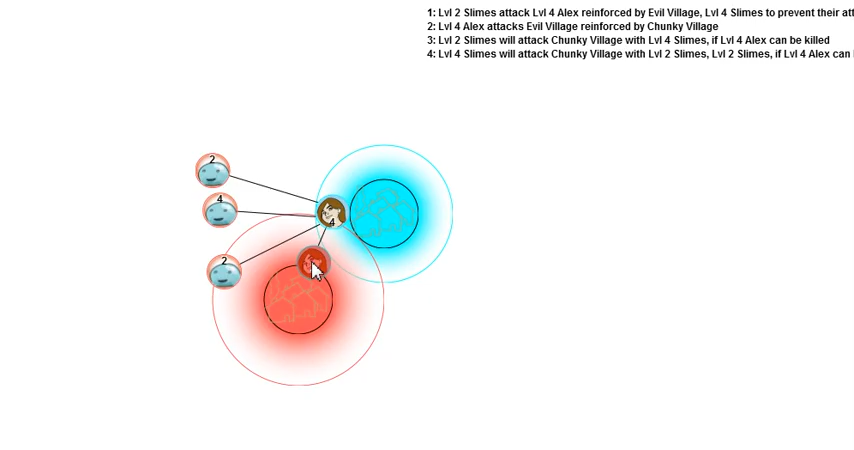 1: Lvl 2 Slimes attack Lvl 4 Alex reinforced by Evil Village, Lvl 4 Slimes to prevent their
2: Lvl 4 Alex attacks Evil Village reinforced by Chunky Village
3: Lvl 2 Slimes will attack Chunky Village with Lvl 4 Slimes, if Lvl 4 Alex can be killed
4: Lvl 4 Slimes will attack Chunky Village with Lvl 2 Slimes, Lvl 2 Slimes, if Lvl 4 Alex can
2
4
4
2